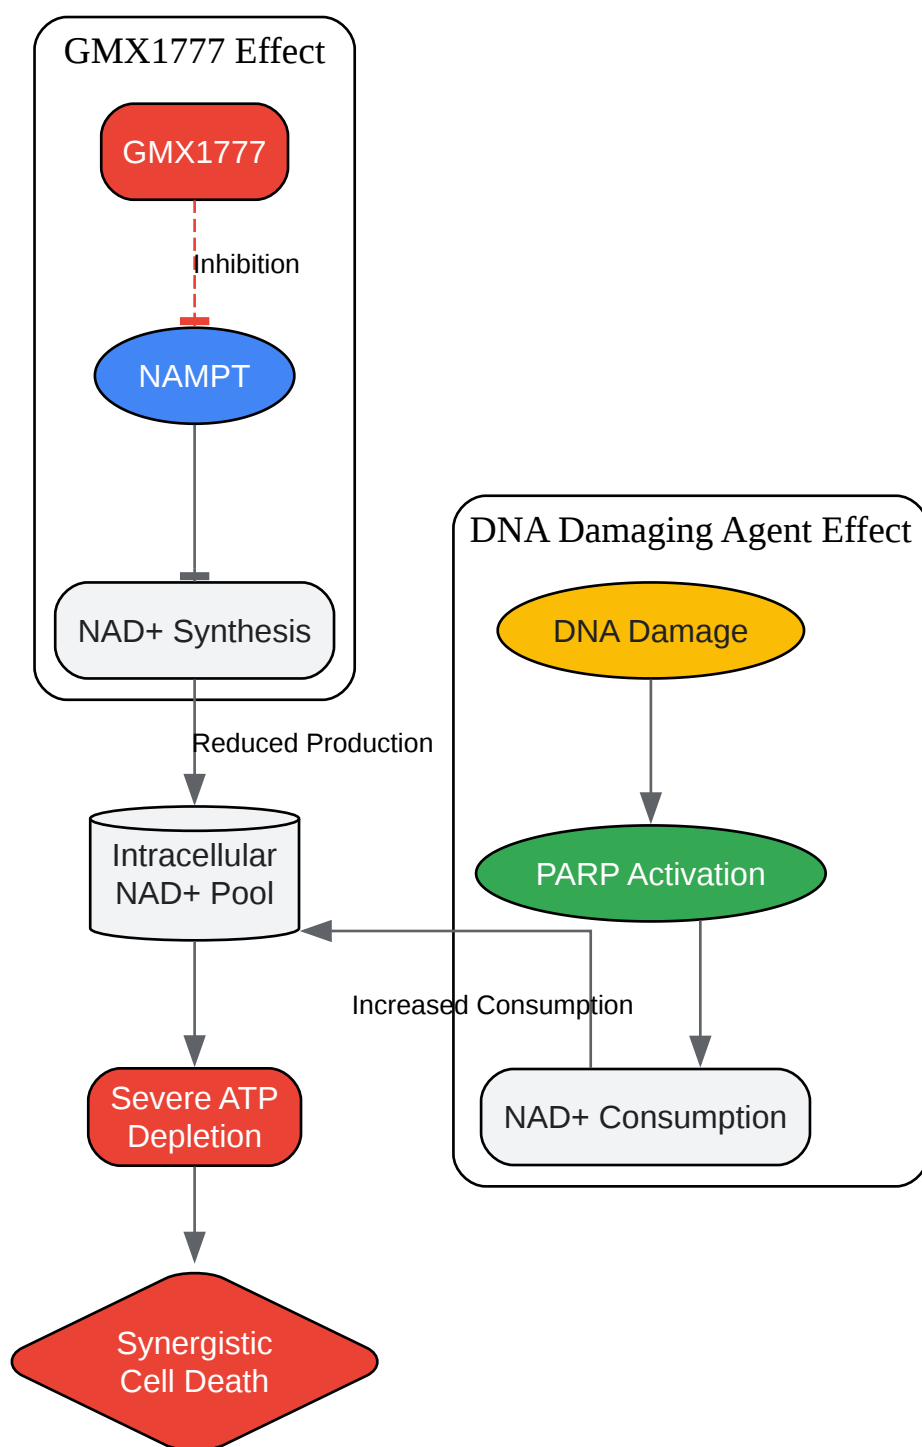 GMX1777 Effect
GMX1777
Inhibition
NAMPT
NAD+ Synthesis
Reduced Production
Intracellular
NAD+ Pool
Severe ATP
Depletion
Synergistic
Cell Death
DNA Damaging Agent Effect
DNA Damage
PARP Activation
Increased Consumption
NAD+ Consumption